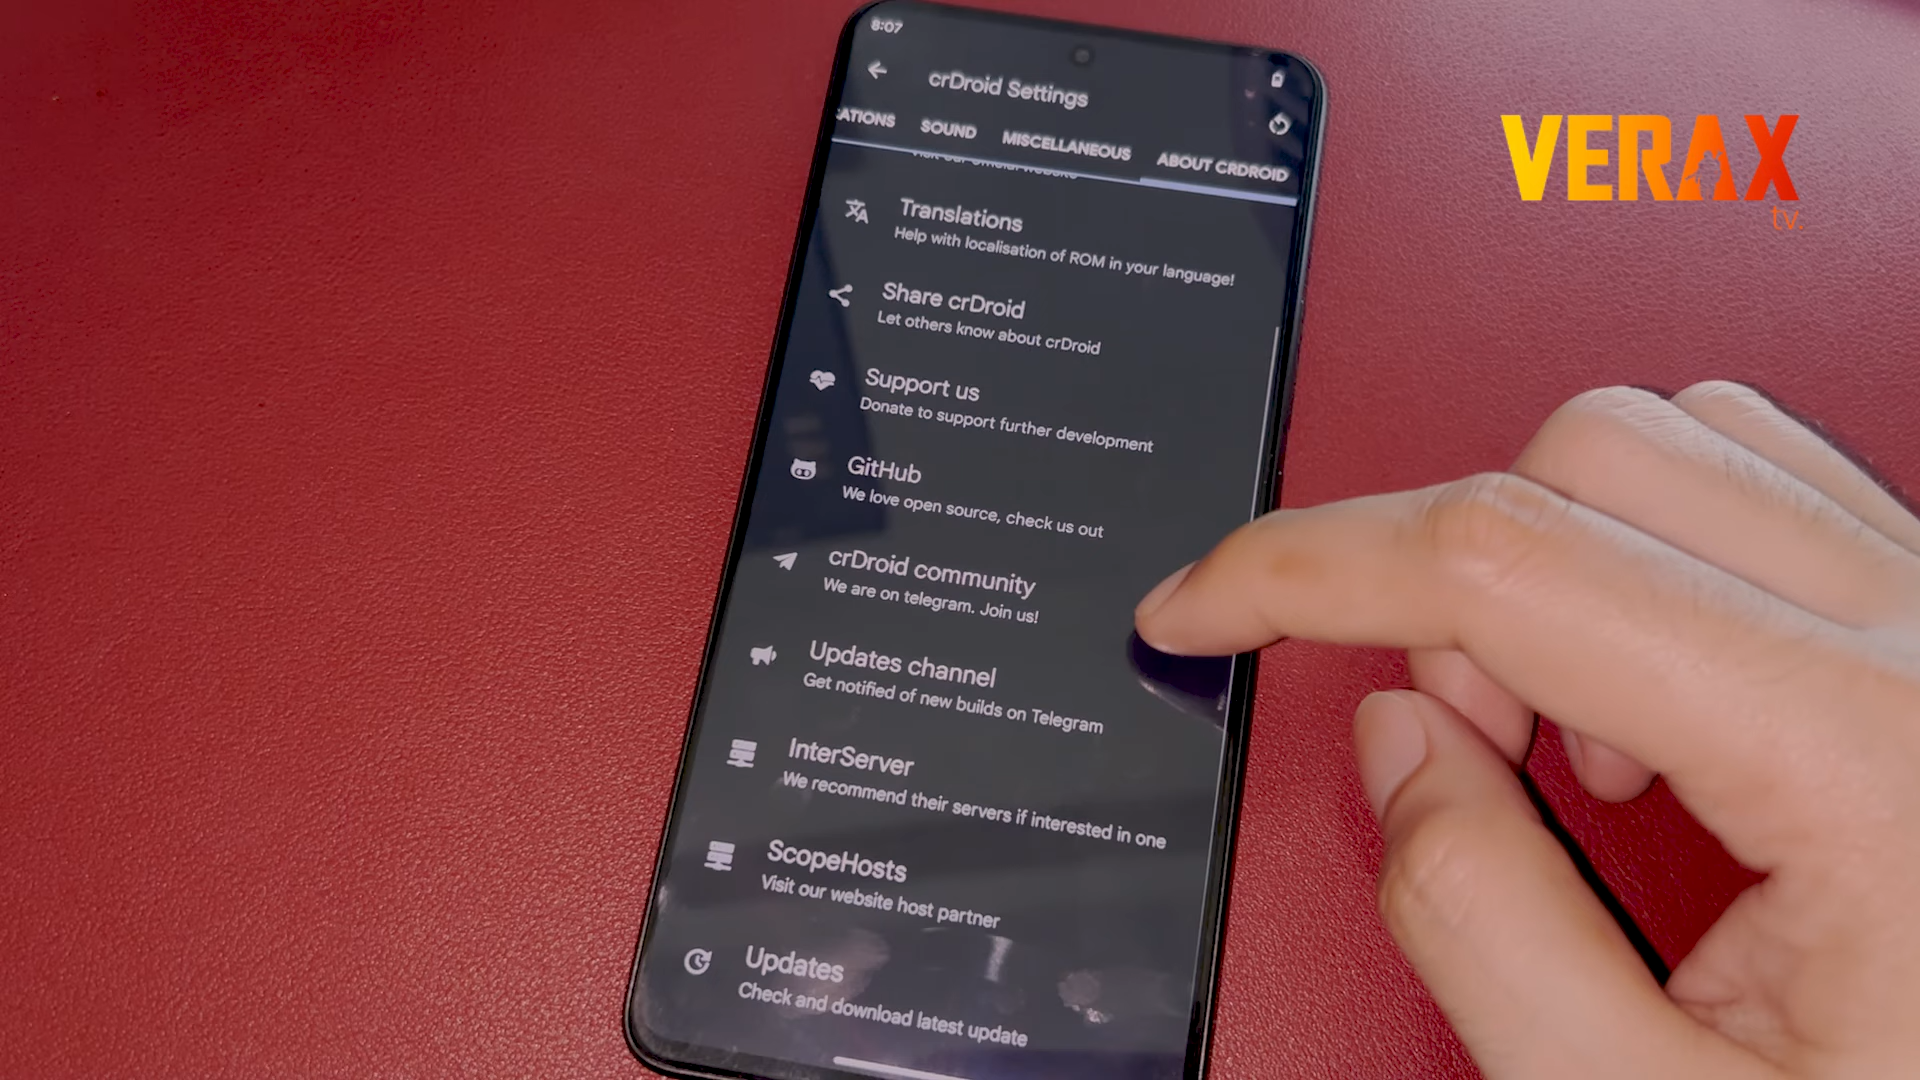 8:07
crDroid Settings
ATIONS SOUND MISCELLANEOUS ABOUT CRDROID
Visit our official website
Translations
Help with localisation of ROM in your language!
Share crDroid
Let others know about crDroid
Support us
Donate to support further development
GitHub
We love open source, check us out
crDroid community
We are on telegram. Join us!
Updates channel
Get notified of new builds on Telegram
InterServer
We recommend their servers if interested in one
ScopeHosts
Visit our website host partner
Updates
Check and download latest update
VERAX
tv.